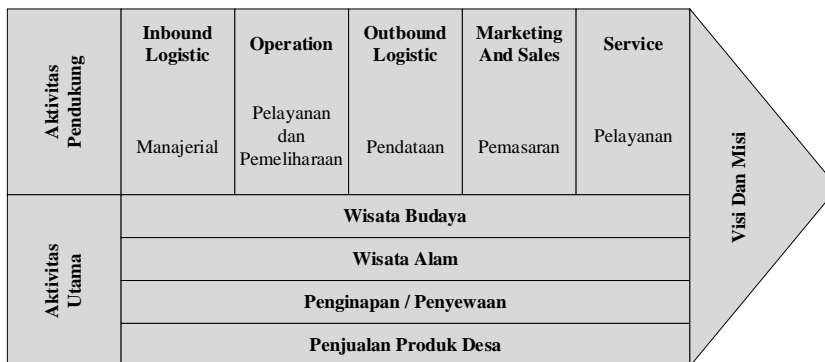 Aktivitas
Pendukung
Inbound
Logistic
Manajerial
Operation
Pelayanan
dan
Pemeliharaan
Outbound
Logistic
Pendataan
Marketing
And Sales
Pemasaran
Service
Pelayanan
Visi Dan Misi
Aktivitas
Utama
Wisata Budaya
Wisata Alam
Penginapan / Penyewaan
Penjualan Produk Desa